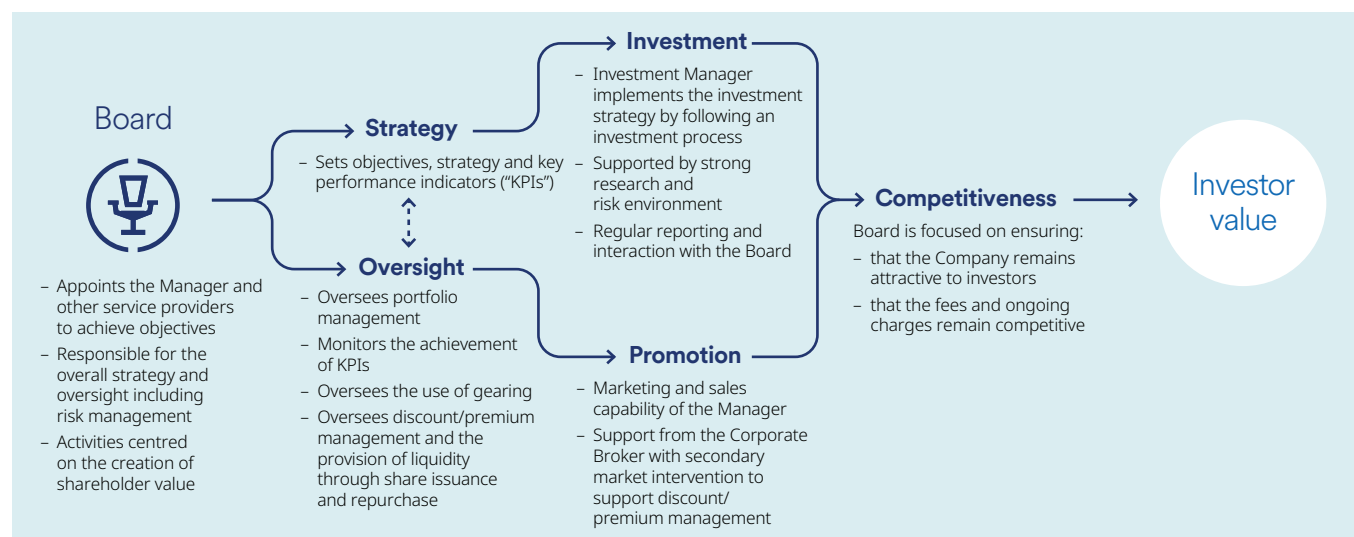 Board
– Appoints the Manager and
other service providers
to achieve objectives
– Responsible for the
overall strategy and
oversight including
risk management
– Activities centred
on the creation of
shareholder value
Strategy
– Sets objectives, strategy and key
performance indicators (“KPIs”)
Oversight
– Oversees portfolio
management
– Monitors the achievement
of KPIs
– Oversees the use of gearing
– Oversees discount/premium
management and the
provision of liquidity
through share issuance
and repurchase
Investment
– Investment Manager
implements the investment
strategy by following an
investment process
– Supported by strong
research and
risk environment
– Regular reporting and
interaction with the Board
Promotion
– Marketing and sales
capability of the Manager
– Support from the Corporate
Broker with secondary
market intervention to
support discount/
premium management
Competitiveness
Board is focused on ensuring:
– that the Company remains
attractive to investors
– that the fees and ongoing
charges remain competitive
Investor
value